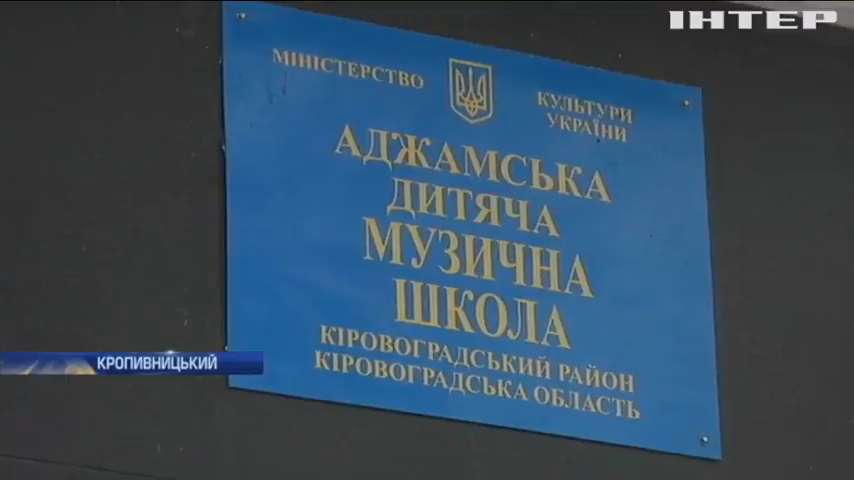 ІНТЕР
МІНІСТЕРСТВО КУЛЬТУРИ
УКРАЇНИ
АДЖАМСЬКА
ДИТЯЧА
МУЗИЧНА
ШКОЛА
КІРОВОГРАДСЬКИЙ РАЙОН
КІРОВОГРАДСЬКА ОБЛАСТЬ
КРОПИВНИЦЬКИЙ